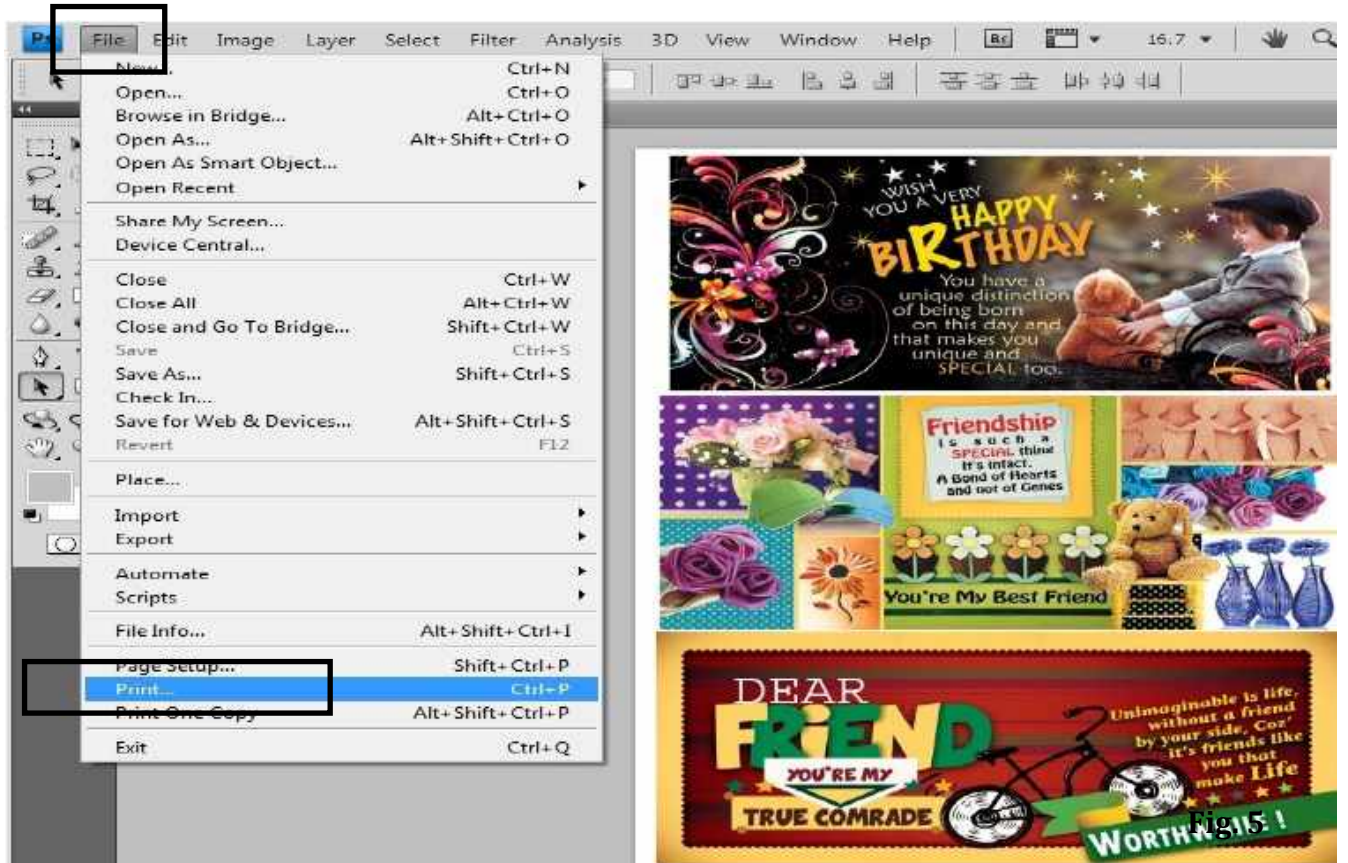 Ps File Edit Image Layer Select Filter Analysis 3D View Window Help Br 16.7
New... Ctrl+N
Open... Ctrl+O
Browse in Bridge... Alt+Ctrl+O
Open As... Alt+Shift+Ctrl+O
Open As Smart Object...
Open Recent
Share My Screen...
Device Central...
Close Ctrl+W
Close All Alt+Ctrl+W
Close and Go To Bridge... Shift+Ctrl+W
Save Ctrl+S
Save As... Shift+Ctrl+S
Check In...
Save for Web & Devices... Alt+Shift+Ctrl+S
Revert F12
Place...
Import
Export
Automate
Scripts
File Info... Alt+Shift+Ctrl+I
Page Setup... Shift+Ctrl+P
Print... Ctrl+P
Print One Copy Alt+Shift+Ctrl+P
Exit Ctrl+Q
WISH
YOU A VERY
HAPPY
BIRTHDAY
You have a
unique distinction
of being born
on this day and
that makes you
unique and
SPECIAL too.
Friendship
is such a
SPECIAL thing
It's infact.
A Bond of Hearts
and not of Genes
You're My Best Friend
DEAR
FRiEND
YOU'RE MY
TRUE COMRADE
Unimaginable is life,
without a friend
by your side, Coz'
it's friends like
you that
make Life
WORTHWHILE !
Fig. 5